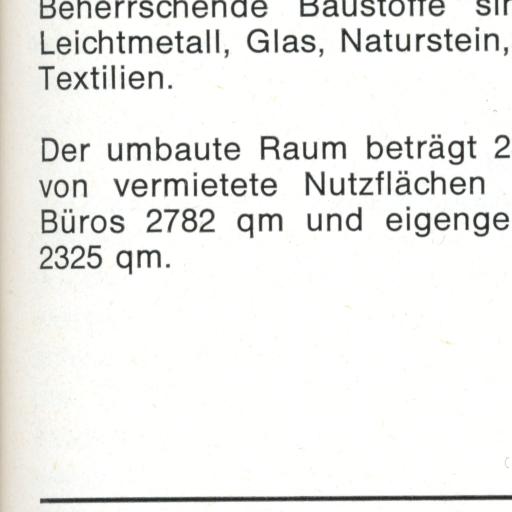 Beherrschende Baustoffe
Leichtmetall, Glas, Naturstein,
Textilien.
Der umbaute Raum beträgt 2
von vermietete Nutzflächen
Büros 2782 qm und eigenge
2325 qm.